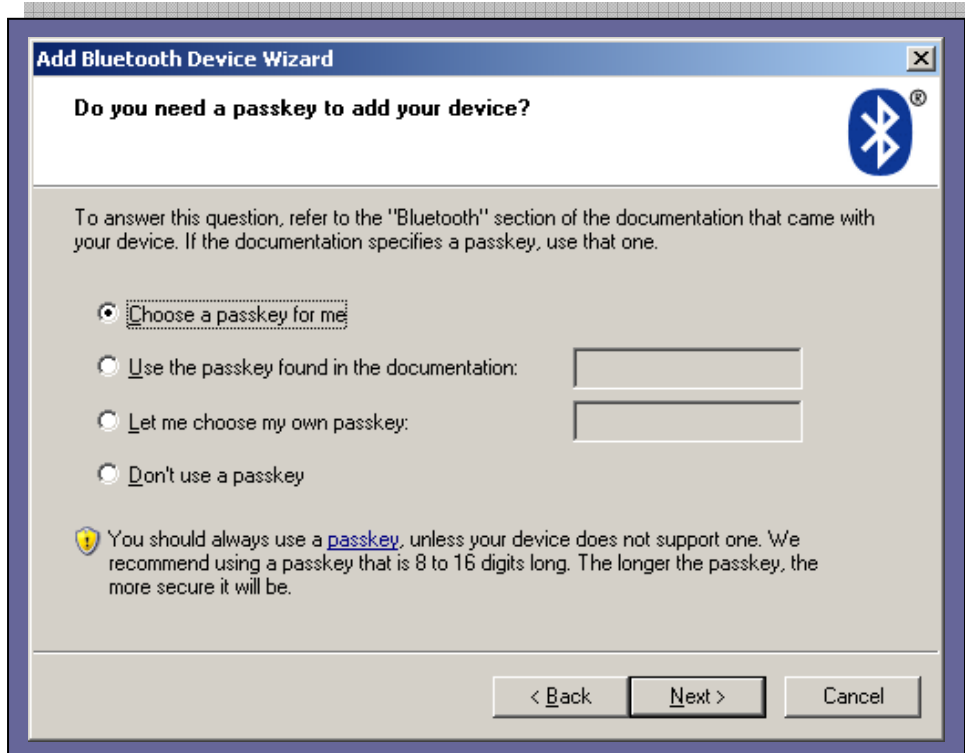 Add Bluetooth Device Wizard
Do you need a passkey to add your device?
®
To answer this question, refer to the "Bluetooth" section of the documentation that came with
your device. If the documentation specifies a passkey, use that one.
Choose a passkey for me
Use the passkey found in the documentation:
Let me choose my own passkey:
Don't use a passkey
You should always use a passkey, unless your device does not support one. We
recommend using a passkey that is 8 to 16 digits long. The longer the passkey, the
more secure it will be.
< Back Next > Cancel